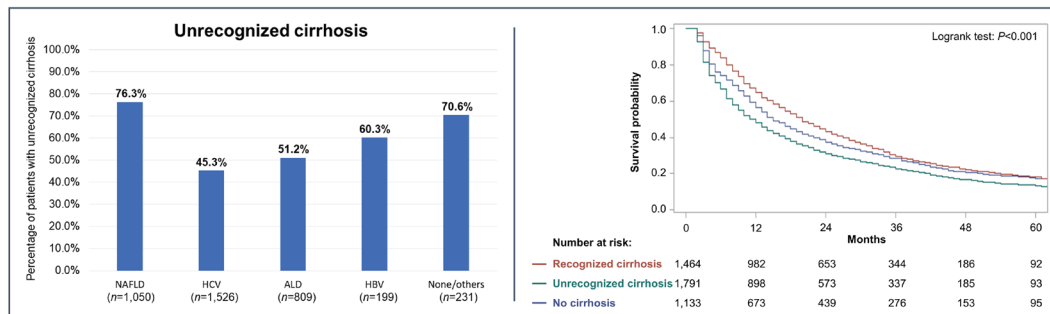 Unrecognized cirrhosis
Percentage of patients with unrecognized cirrhosis
100.0%
90.0%
80.0%
70.0%
60.0%
50.0%
40.0%
30.0%
20.0%
10.0%
0.0%
76.3%
45.3%
51.2%
60.3%
70.6%
NAFLD
(n=1,050)
HCV
(n=1,526)
ALD
(n=809)
HBV
(n=199)
None/others
(n=231)
Logrank test: P<0.001
Survival probability
1.0
0.8
0.6
0.4
0.2
0.0
0 12 24 36 48 60
Months
Number at risk:
Recognized cirrhosis 1,464 982 653 344 186 92
Unrecognized cirrhosis 1,791 898 573 337 185 93
No cirrhosis 1,133 673 439 276 153 95